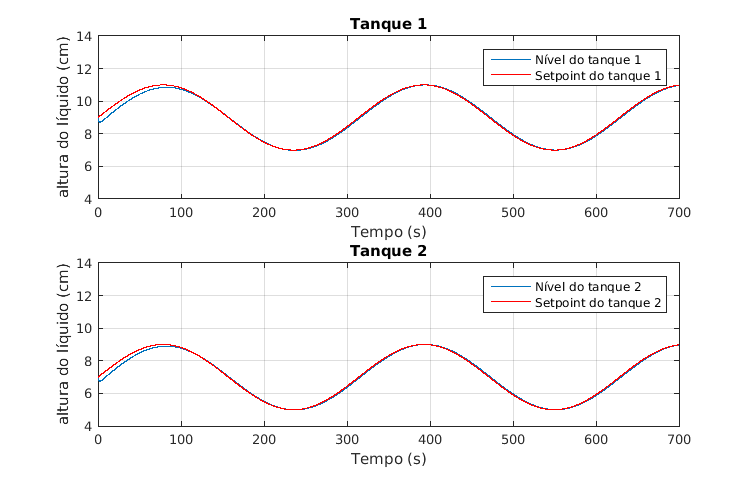 Tanque 1
14
12
10
8
6
4
altura do líquido (cm)
Nível do tanque 1
Setpoint do tanque 1
0 100 200 300 400 500 600 700
Tempo (s)
Tanque 2
14
12
10
8
6
4
altura do líquido (cm)
Nível do tanque 2
Setpoint do tanque 2
0 100 200 300 400 500 600 700
Tempo (s)